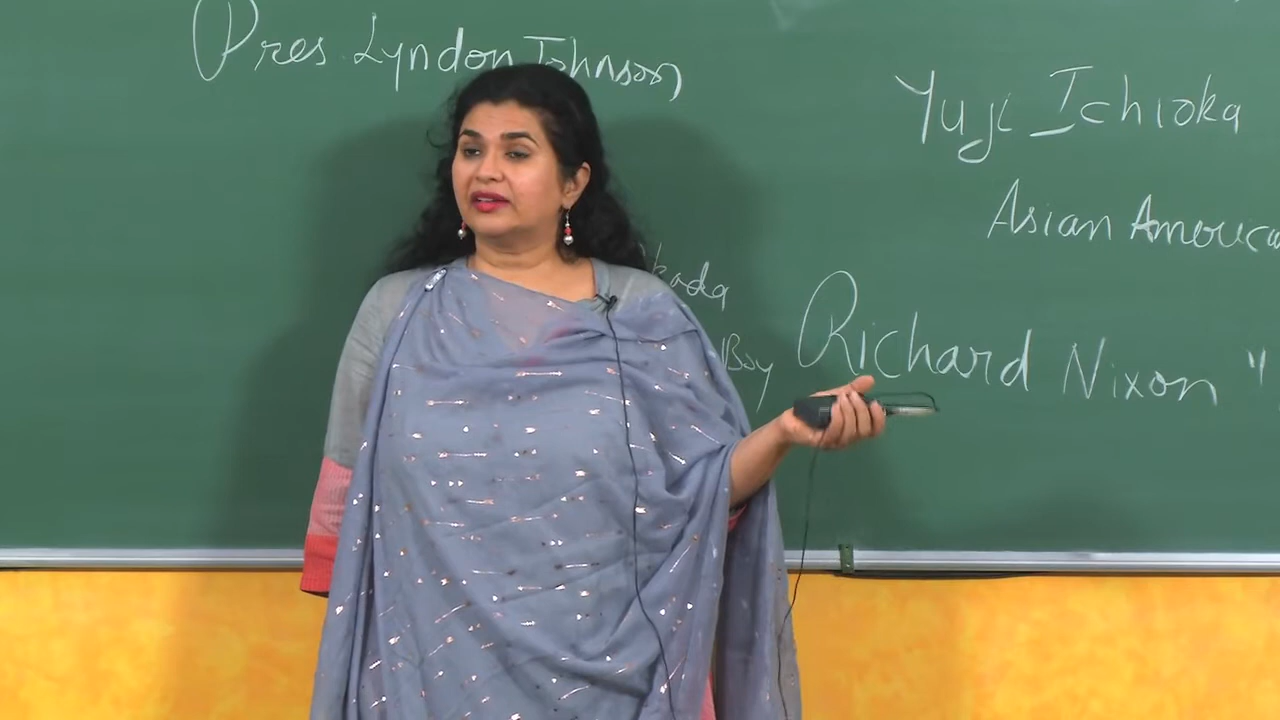 Pres. Lyndon Johnson
Yuji Ichioka
Asian America
kada
Boy
Richard Nixon "